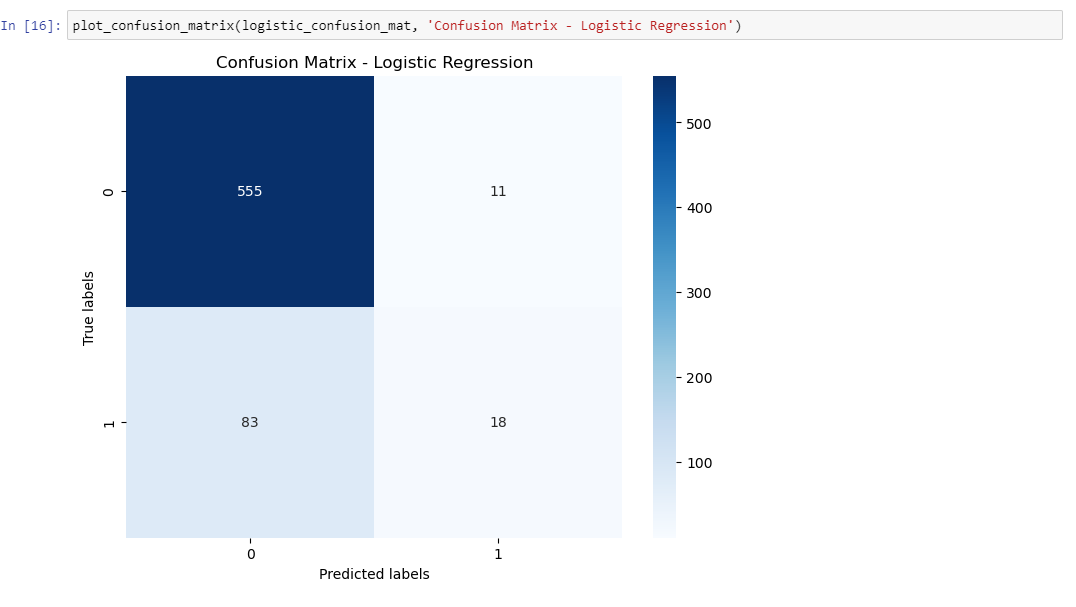 In [16]: plot_confusion_matrix(logistic_confusion_mat, 'Confusion Matrix - Logistic Regression')
Confusion Matrix - Logistic Regression
True labels
0
1
555 11
83 18
0 1
Predicted labels
500
400
300
200
100